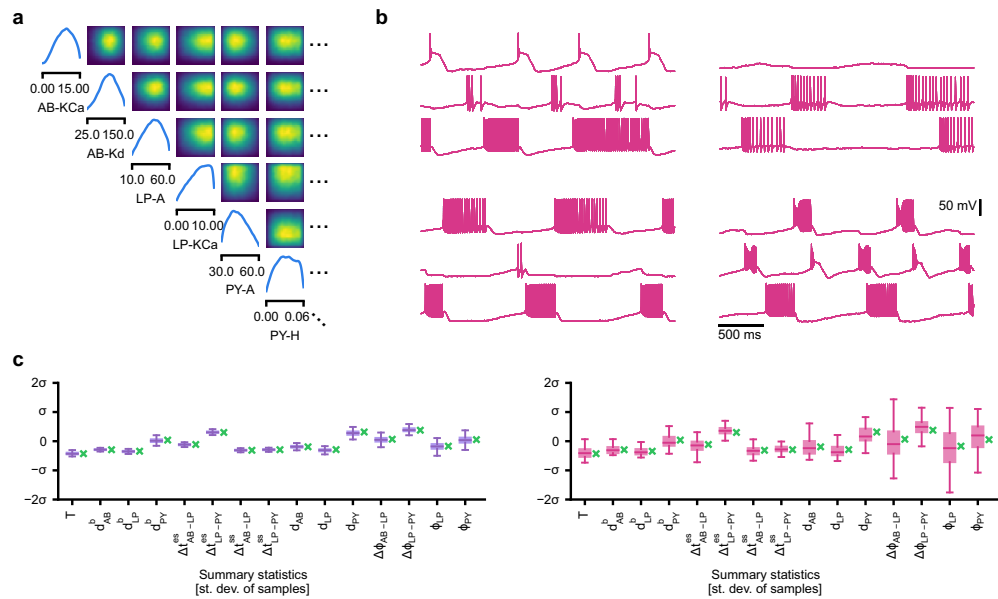 a
b
...
...
0.00 15.00
AB-KCa
...
25.0 150.0
AB-Kd
...
10.0 60.0
LP-A
0.00 10.00
LP-KCa
...
30.0 60.0
PY-A
...
0.00 0.06
PY-H
50 mV
500 ms
c
2σ
σ
0
−σ
−2σ
T
d^b_AB
d^b_LP
d^b_PY
Δt^es_AB−LP
Δt^es_LP−PY
Δt^ss_AB−LP
Δt^ss_LP−PY
d_AB
d_LP
d_PY
Δϕ_AB−LP
Δϕ_LP−PY
ϕ_LP
ϕ_PY
Summary statistics
[st. dev. of samples]
2σ
σ
0
−σ
−2σ
T
d^b_AB
d^b_LP
d^b_PY
Δt^es_AB−LP
Δt^es_LP−PY
Δt^ss_AB−LP
Δt^ss_LP−PY
d_AB
d_LP
d_PY
Δϕ_AB−LP
Δϕ_LP−PY
ϕ_LP
ϕ_PY
Summary statistics
[st. dev. of samples]